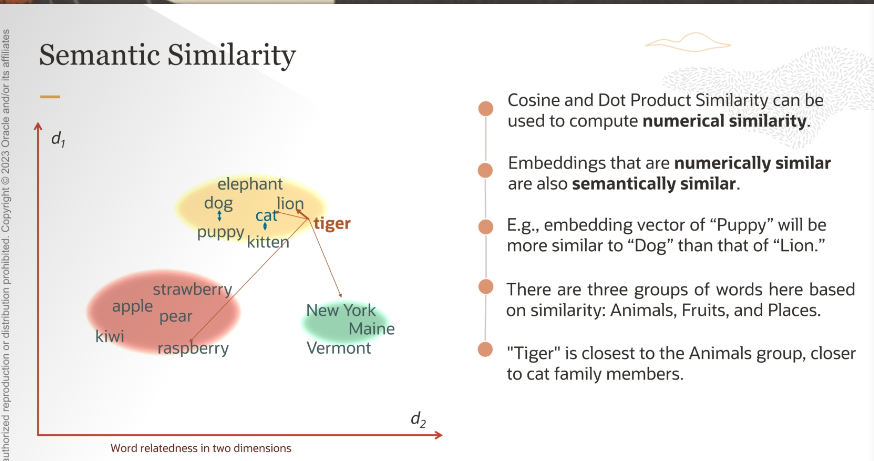 Semantic Similarity
d1
elephant
dog
lion
cat
tiger
puppy
kitten
strawberry
apple
pear
kiwi
raspberry
New York
Maine
Vermont
d2
Word relatedness in two dimensions
Cosine and Dot Product Similarity can be
used to compute numerical similarity.
Embeddings that are numerically similar
are also semantically similar.
E.g., embedding vector of “Puppy” will be
more similar to “Dog” than that of “Lion.”
There are three groups of words here based
on similarity: Animals, Fruits, and Places.
"Tiger" is closest to the Animals group, closer
to cat family members.
authorized reproduction or distribution prohibited. Copyright © 2023 Oracle and/or its affiliates